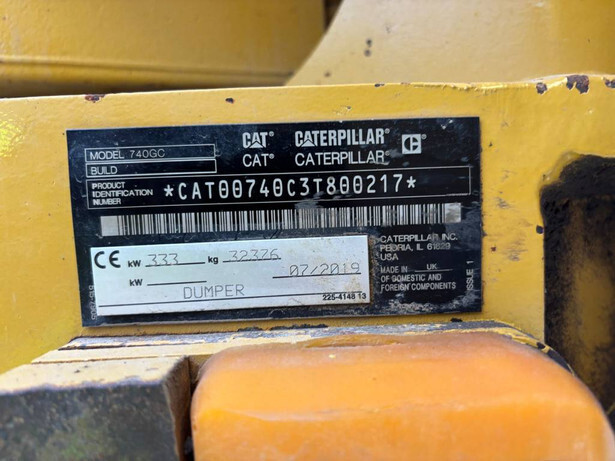 CAT CATERPILLAR C
CAT® CATERPILLAR®
MODEL 740GC
BUILD
PRODUCT IDENTIFICATION NUMBER *CAT00740C3T800217*
CATERPILLAR INC.
PEORIA, IL 61629
USA
MADE IN UK
OF DOMESTIC AND
FOREIGN COMPONENTS
ISSUE 1
CE kW 333 kg 32376 07/2019
kW
DUMPER
225-4148 13